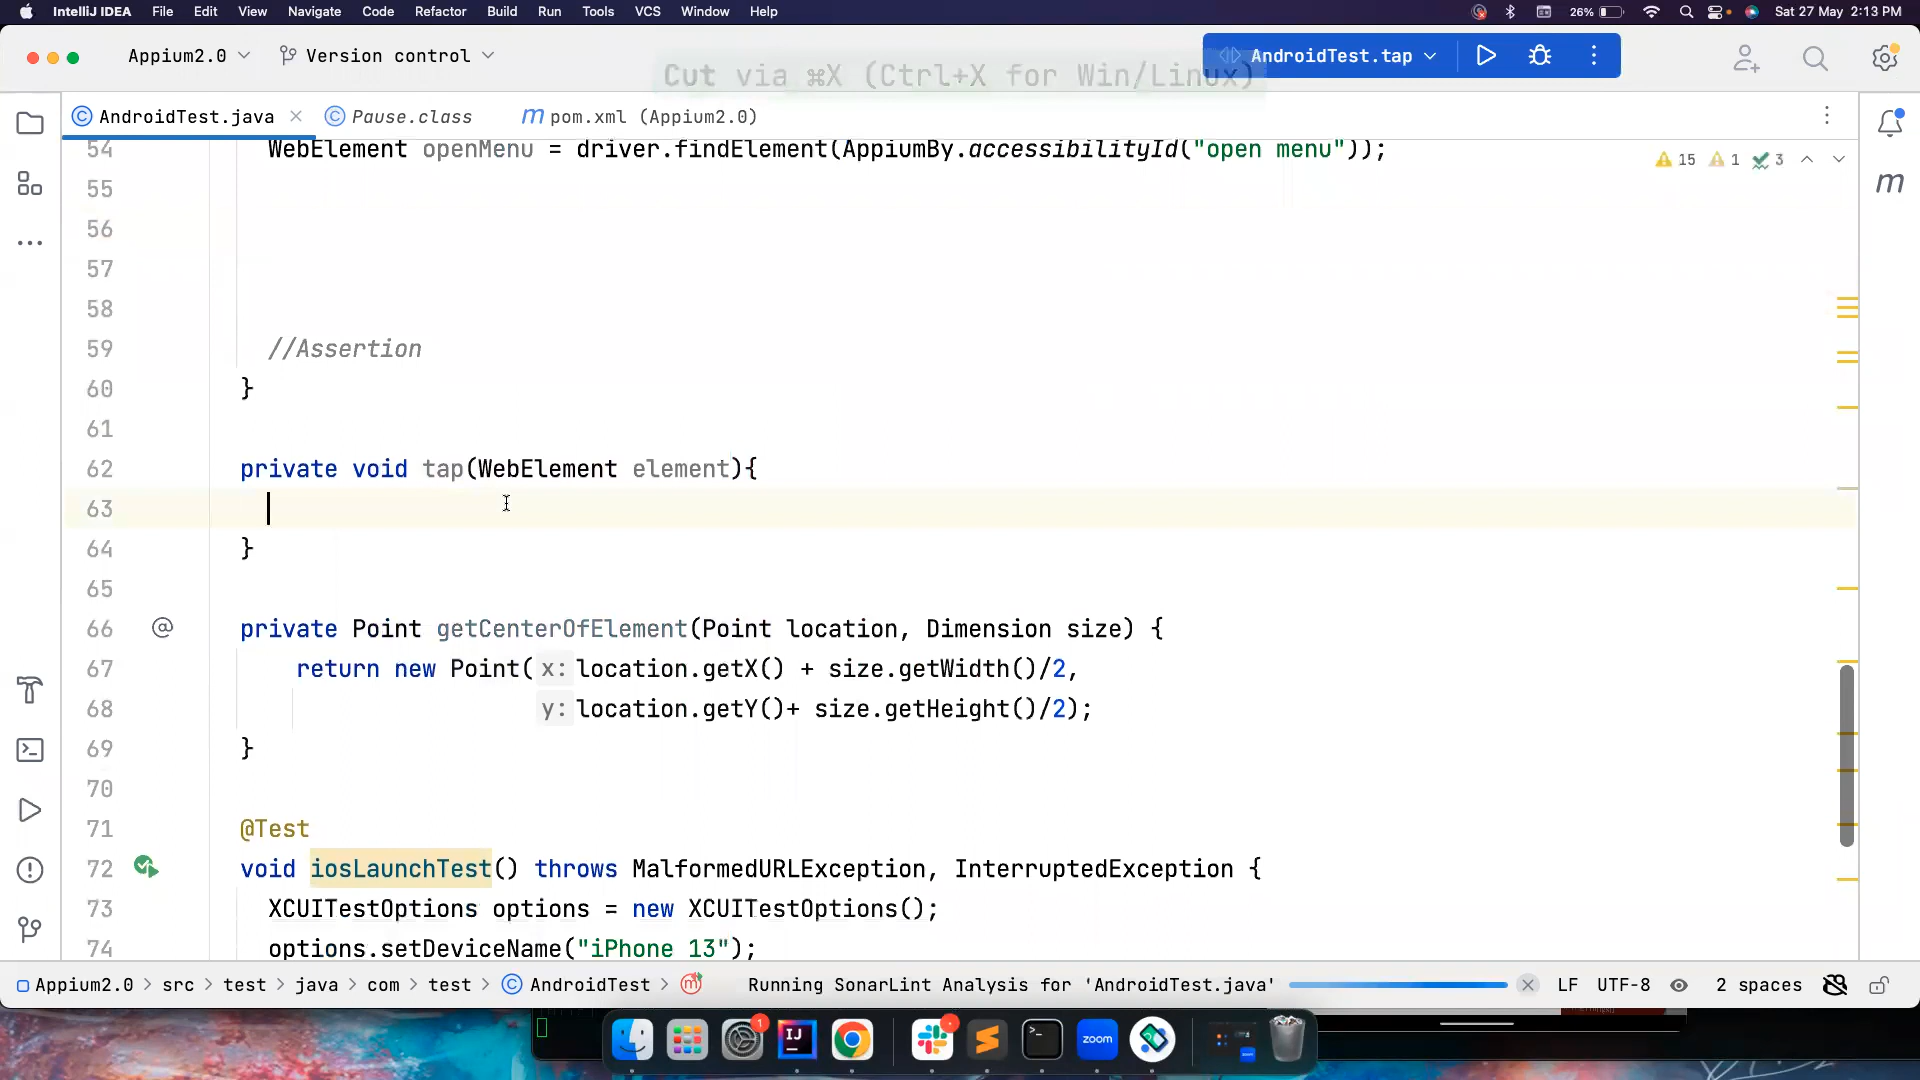 IntelliJ IDEA File Edit View Navigate Code Refactor Build Run Tools VCS Window Help 26% Sat 27 May 2:13 PM
Appium2.0 Version control Cut via ⌘X (Ctrl+X for Win/Linux) AndroidTest.tap
AndroidTest.java Pause.class pom.xml (Appium2.0)
54 WebElement openMenu = driver.findElement(AppiumBy.accessibilityId("open menu"));
15 1 3
55
56
57
58
59 //Assertion
60 }
61
62 private void tap(WebElement element){
63
64 }
65
66 @ private Point getCenterOfElement(Point location, Dimension size) {
67 return new Point( x: location.getX() + size.getWidth()/2,
68 y: location.getY()+ size.getHeight()/2);
69 }
70
71 @Test
72 void iosLaunchTest() throws MalformedURLException, InterruptedException {
73 XCUITestOptions options = new XCUITestOptions();
74 options.setDeviceName("iPhone 13");
Appium2.0 > src > test > java > com > test > AndroidTest > Running SonarLint Analysis for 'AndroidTest.java' LF UTF-8 2 spaces
zoom